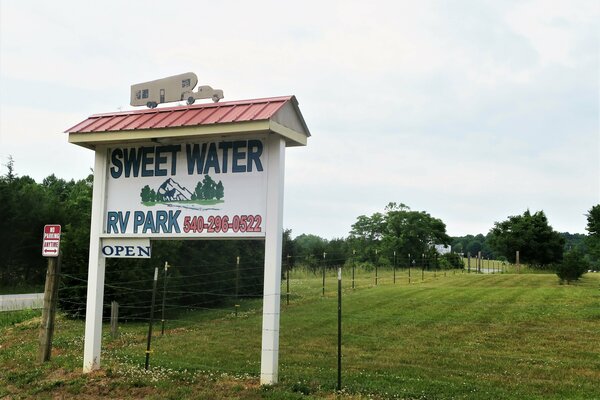 SWEET WATER
RV PARK 540-296-0522
OPEN
NO
PARKING
ANYTIME